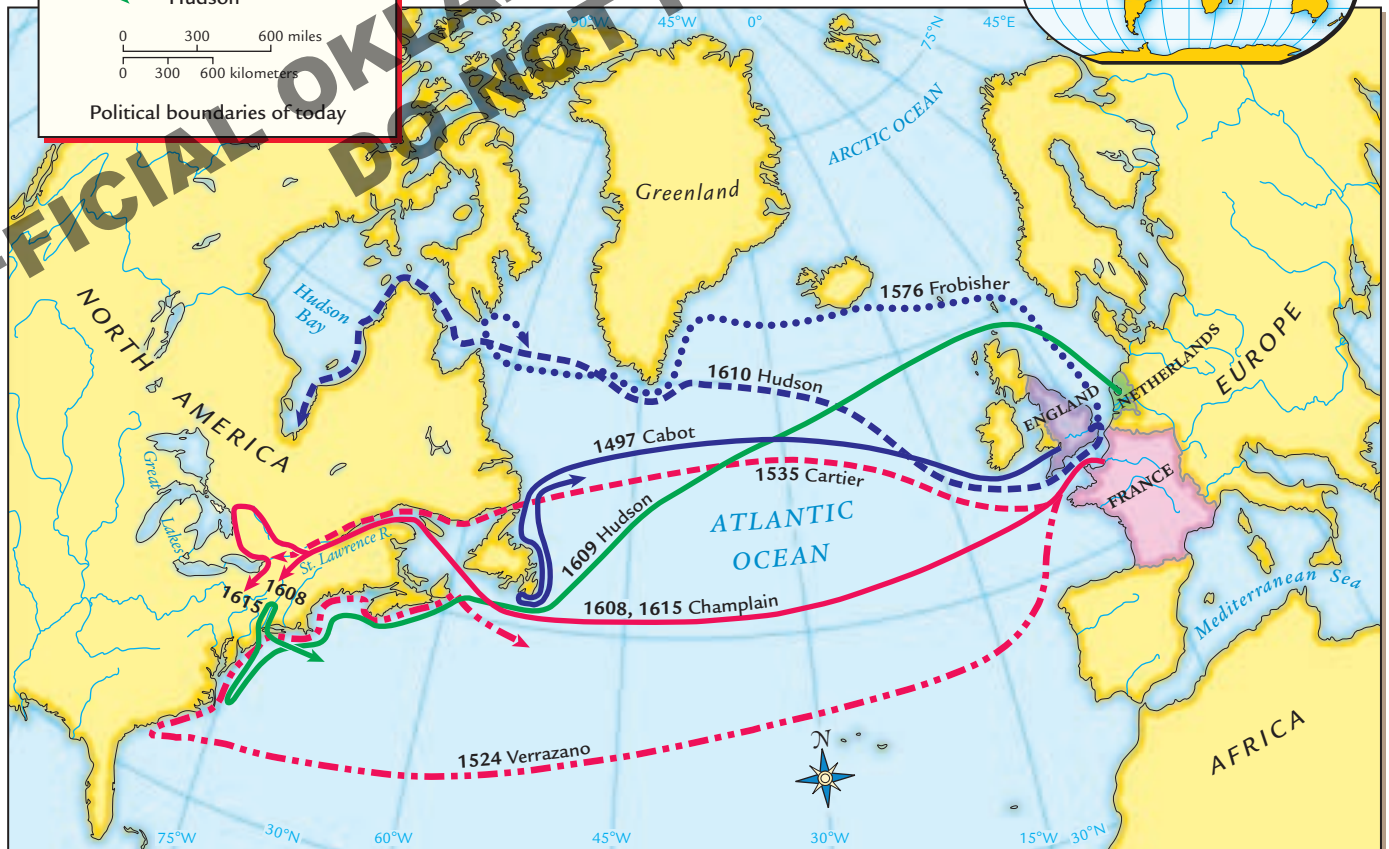 Hudson
0 300 600 miles
0 300 600 kilometers
Political boundaries of today
90°W
45°W
0°
75°N
45°E
ARCTIC OCEAN
Greenland
Hudson
Bay
1576 Frobisher
NORTH AMERICA
1610 Hudson
NETHERLANDS
EUROPE
ENGLAND
1497 Cabot
1535 Cartier
FRANCE
Great
Lakes
ATLANTIC
OCEAN
1609 Hudson
St. Lawrence R.
1608
1615
1608, 1615 Champlain
Mediterranean Sea
1524 Verrazano
N
AFRICA
75°W
30°N
60°W
45°W
30°W
15°W
30°N
DO NOT